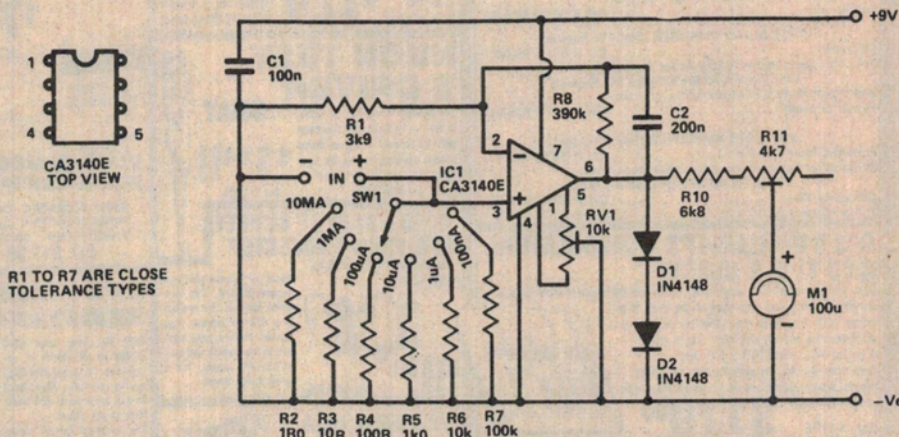 +9V
1
4
5
CA3140E
TOP VIEW
R1 TO R7 ARE CLOSE
TOLERANCE TYPES
C1
100n
R1
3k9
R8
390k
C2
200n
R11
4k7
R10
6k8
2
7
6
5
1
3
4
IC1
CA3140E
− +
IN
SW1
10MA
1MA
100uA
10uA
1uA
100nA
RV1
10k
D1
IN4148
D2
IN4148
+
M1
100u
−
−Ve
R2
1R0
R3
10R
R4
100R
R5
1k0
R6
10k
R7
100k